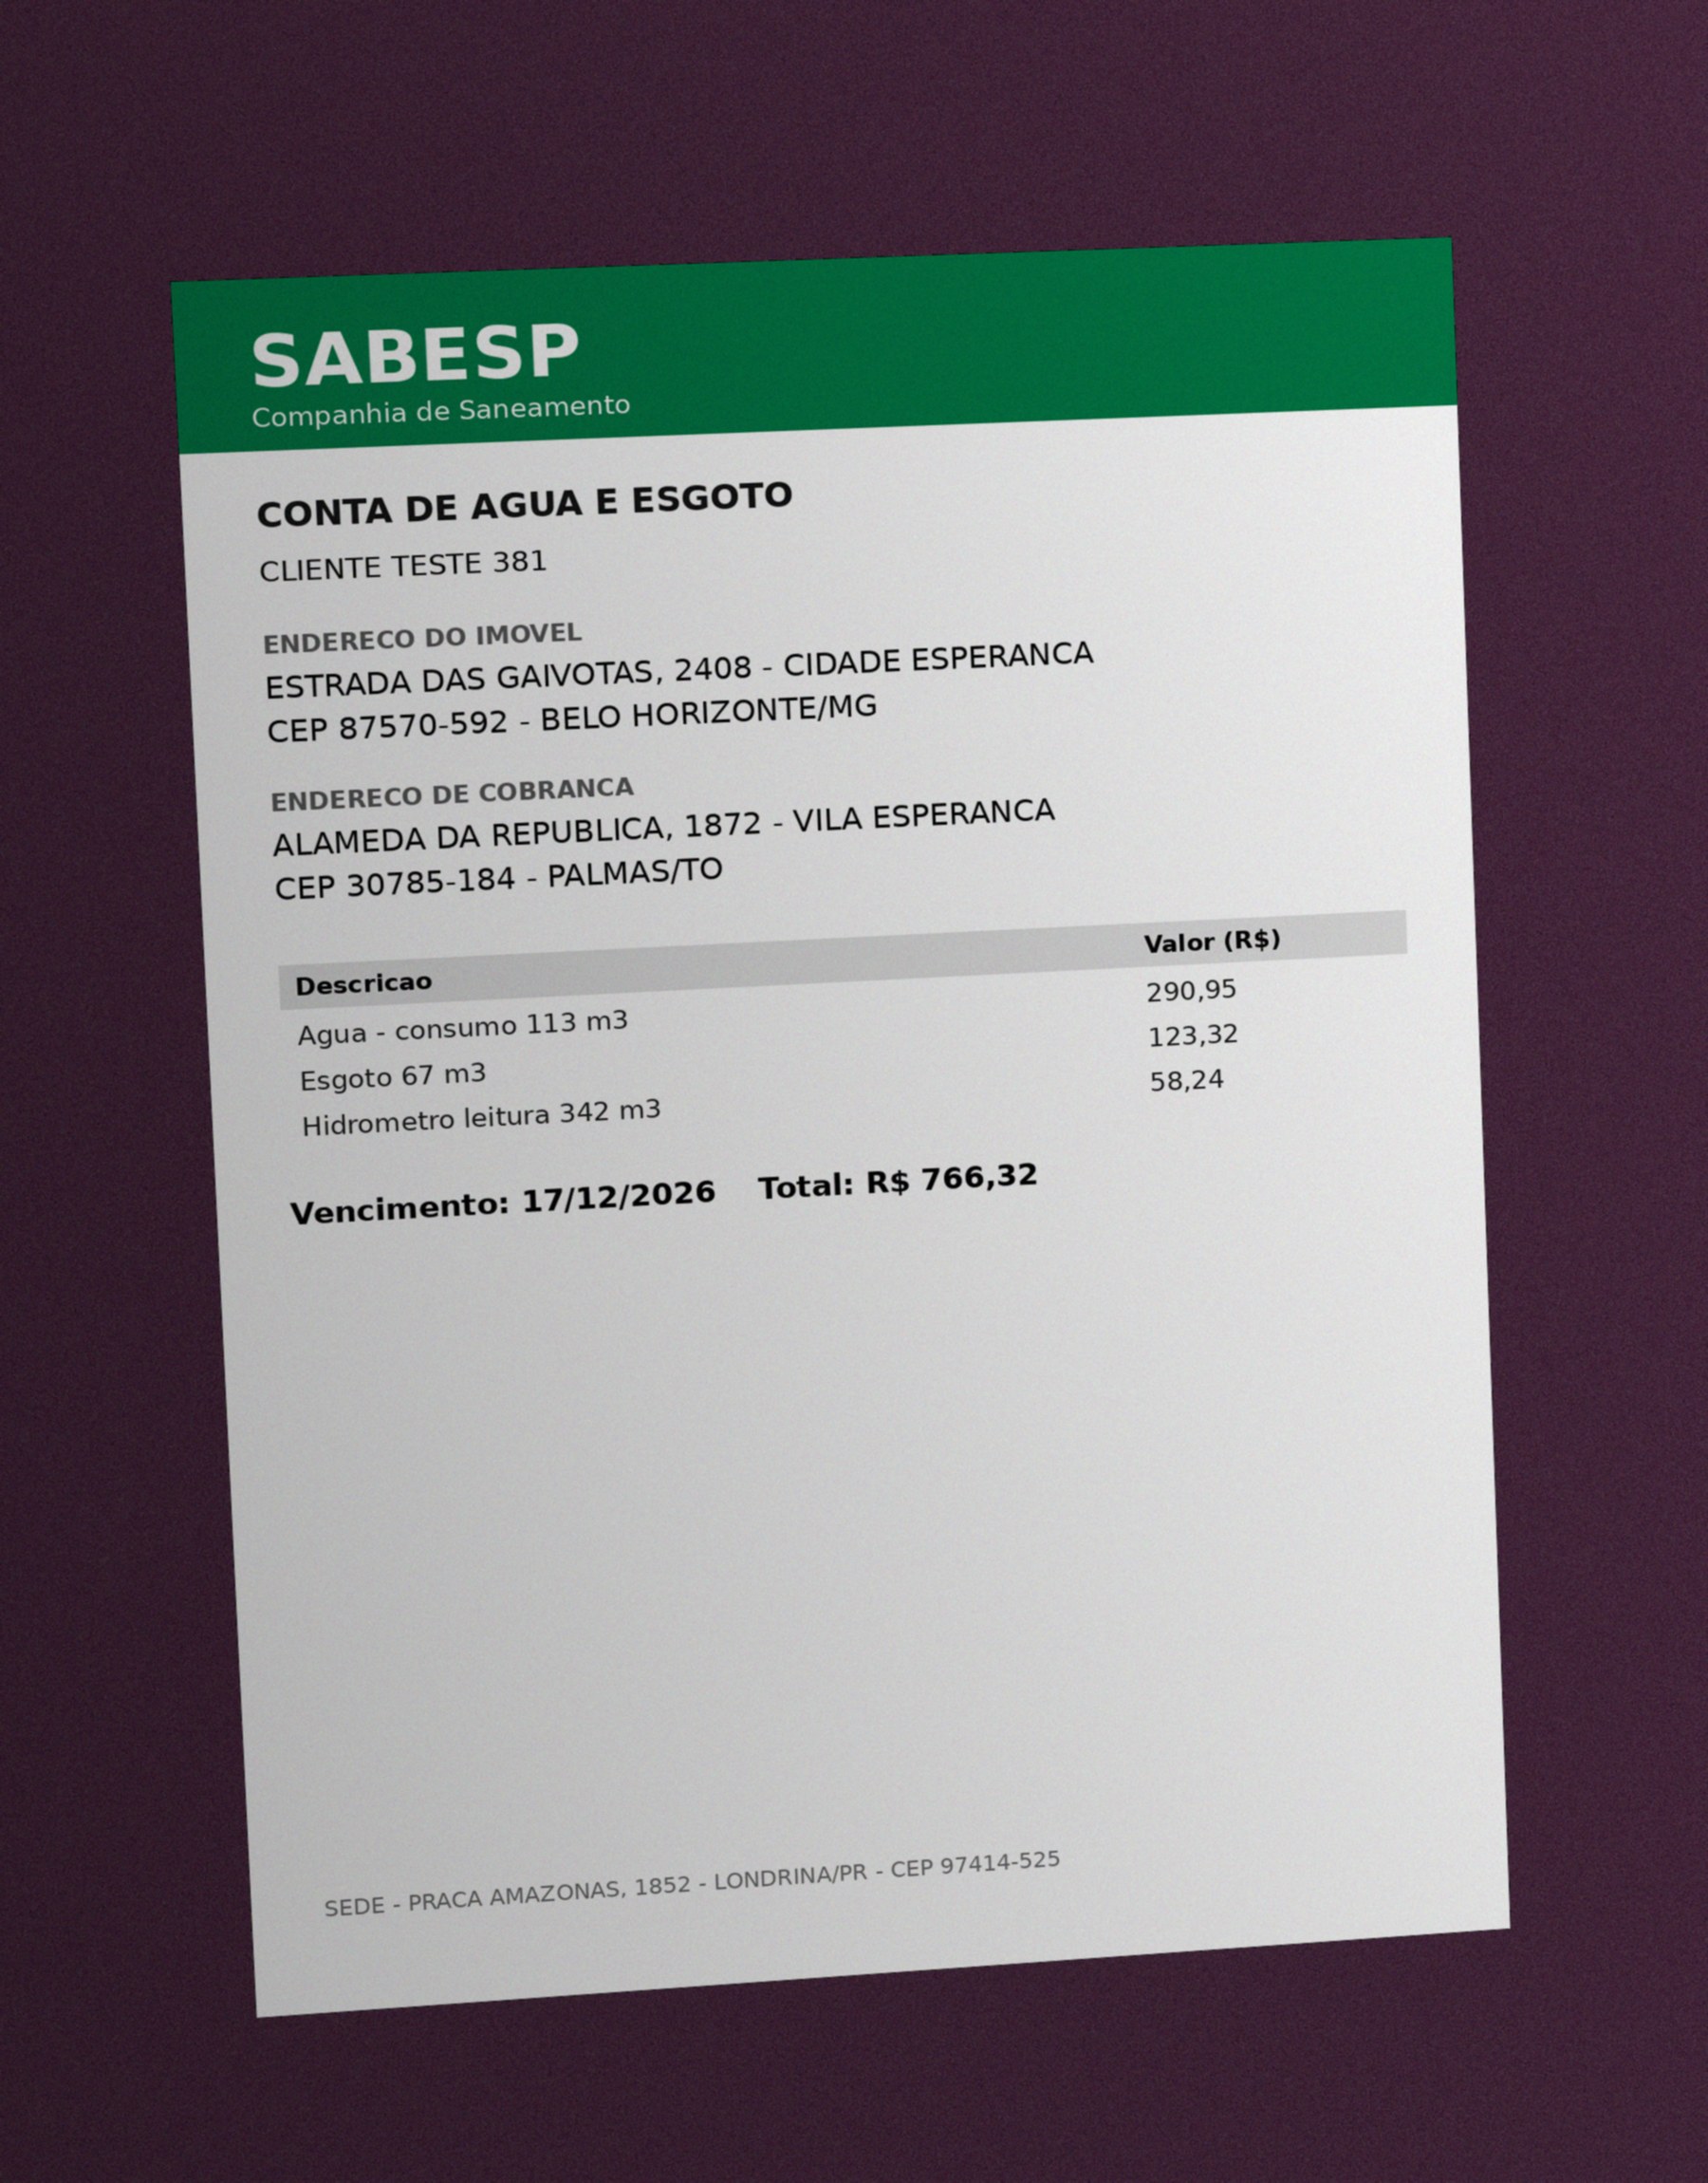 SABESP
Companhia de Saneamento
CONTA DE AGUA E ESGOTO
CLIENTE TESTE 381
ENDERECO DO IMOVEL
ESTRADA DAS GAIVOTAS, 2408 - CIDADE ESPERANCA
CEP 87570-592 - BELO HORIZONTE/MG
ENDERECO DE COBRANCA
ALAMEDA DA REPUBLICA, 1872 - VILA ESPERANCA
CEP 30785-184 - PALMAS/TO
Descricao Valor (R$)
Agua - consumo 113 m3 290,95
Esgoto 67 m3 123,32
Hidrometro leitura 342 m3 58,24
Vencimento: 17/12/2026 Total: R$ 766,32
SEDE - PRACA AMAZONAS, 1852 - LONDRINA/PR - CEP 97414-525